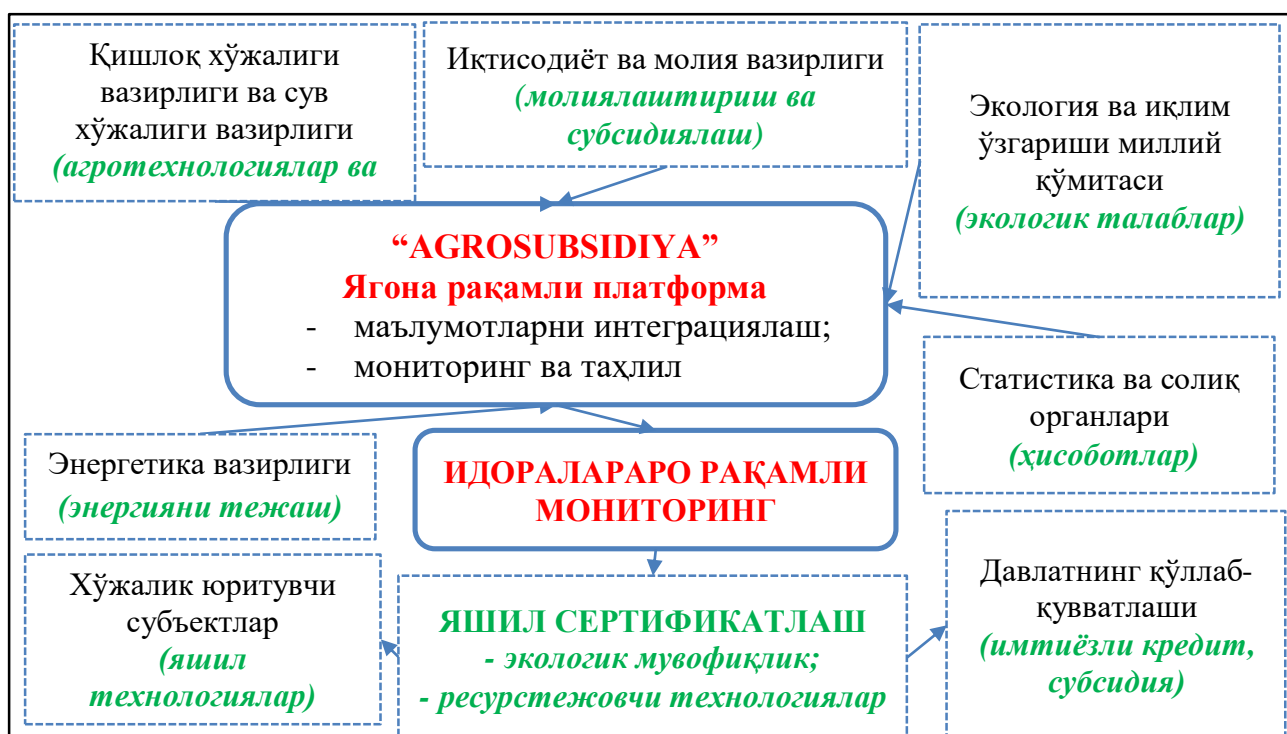 Қишлоқ хўжалиги
вазирлиги ва сув
хўжалиги вазирлиги
(агротехнологиялар ва
Иқтисодиёт ва молия вазирлиги
(молиялаштириш ва
субсидиялаш)
Экология ва иқлим
ўзгариши миллий
қўмитаси
(экологик талаблар)
“AGROSUBSIDIYA”
Ягона рақамли платформа
- маълумотларни интеграциялаш;
- мониторинг ва таҳлил
Статистика ва солиқ
органлари
(ҳисоботлар)
Энергетика вазирлиги
(энергияни тежаш)
ИДОРАЛАРАРО РАҚАМЛИ
МОНИТОРИНГ
Хўжалик юритувчи
субъектлар
(яшил
технологиялар)
ЯШИЛ СЕРТИФИКАТЛАШ
- экологик мувофиқлик;
- ресурстежовчи технологиялар
Давлатнинг қўллаб-
қувватлаши
(имтиёзли кредит,
субсидия)